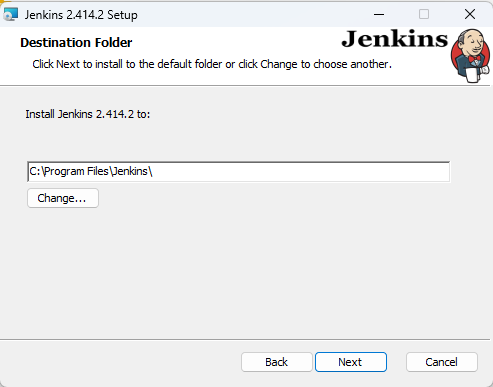 Jenkins 2.414.2 Setup
Destination Folder
Jenkins
Click Next to install to the default folder or click Change to choose another.
Install Jenkins 2.414.2 to:
C:\Program Files\Jenkins\
Change...
Back
Next
Cancel